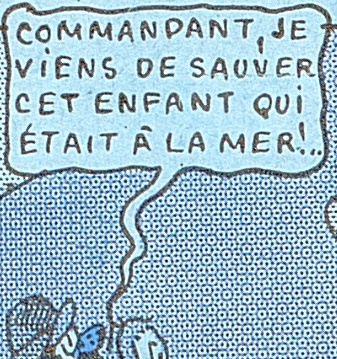 COMMANDANT, JE
VIENS DE SAUVER
CET ENFANT QUI
ÉTAIT À LA MER!..